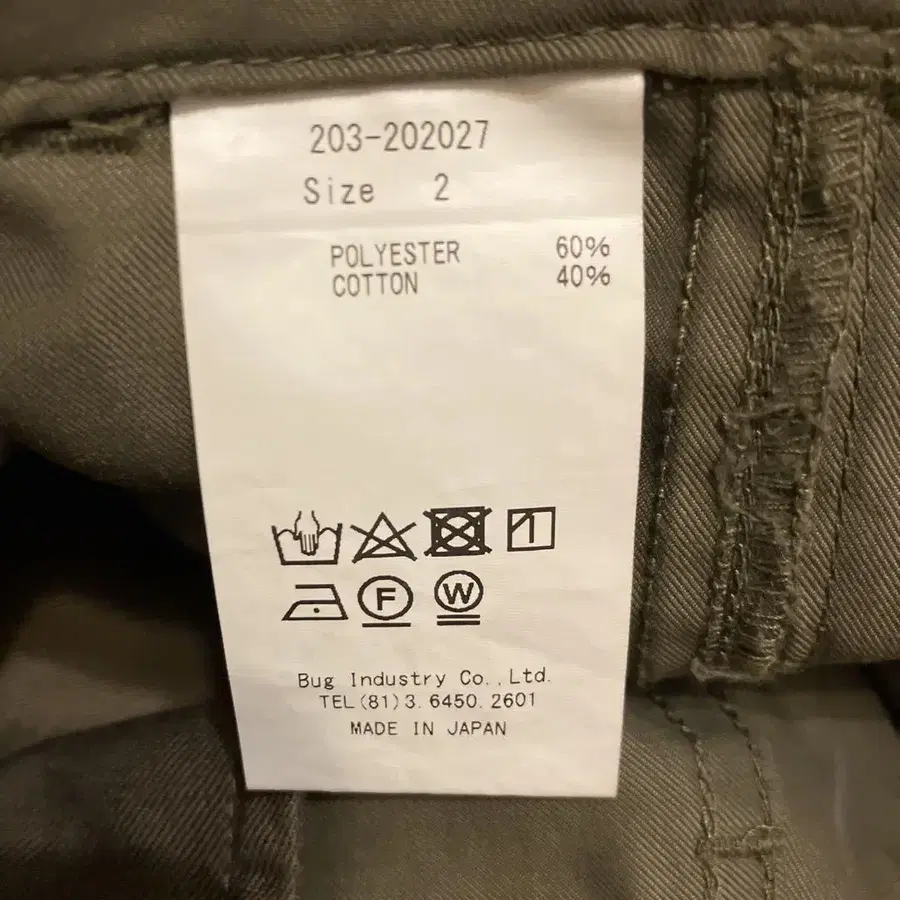 203-202027
Size 2
POLYESTER 60%
COTTON 40%
F W
Bug Industry Co.,Ltd.
TEL(81)3.6450.2601
MADE IN JAPAN